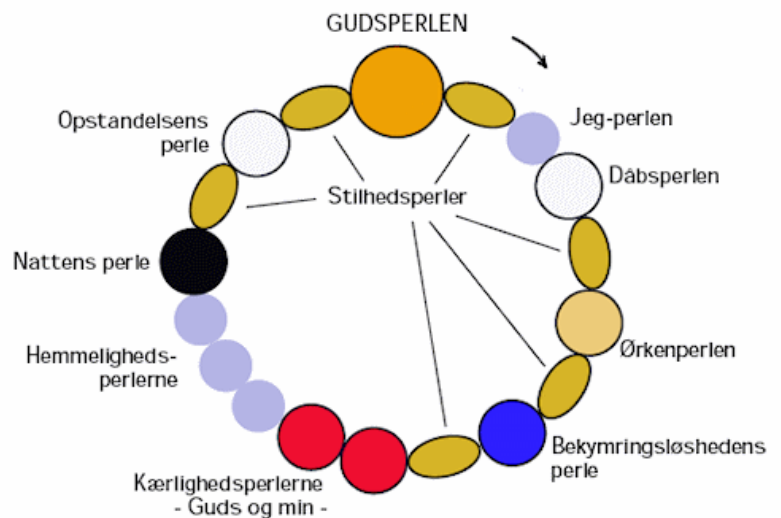 GUDSPERLEN
Jeg-perlen
Dåbsperlen
Ørkenperlen
Bekymringsløshedens
perle
Kærlighedsperlerne
- Guds og min -
Hemmeligheds-
perlerne
Nattens perle
Opstandelsens
perle
Stilhedsperler